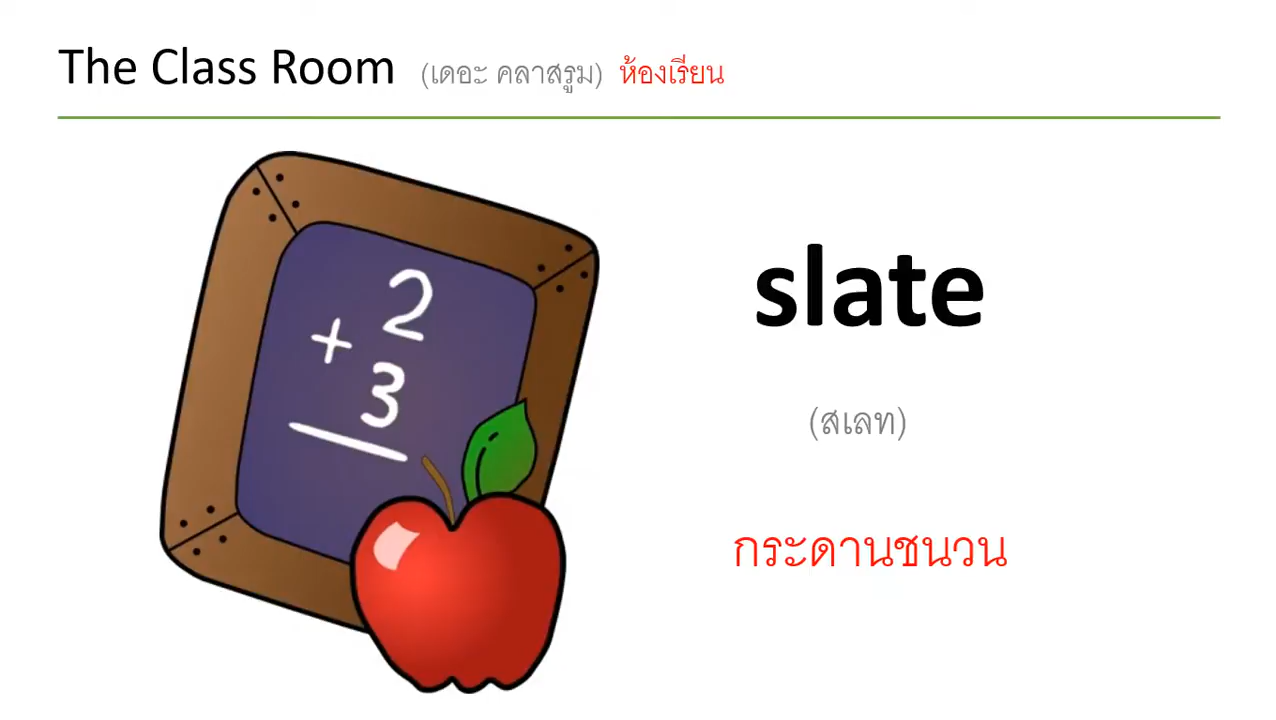 The Class Room (เดอะ คลาสรูม) ห้องเรียน
2
+
3
slate
(สเลท)
กระดานชนวน